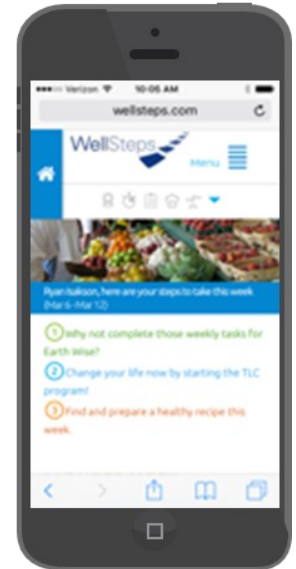 Verizon 10:05 AM
wellsteps.com
WellSteps
Menu
Ryan Isakson, here are your steps to take this week
(Mar 6-Mar 12)
1 Why not complete those weekly tasks for
Earth Wise?
2 Change your life now by starting the TLC
program!
3 Find and prepare a healthy recipe this
week.